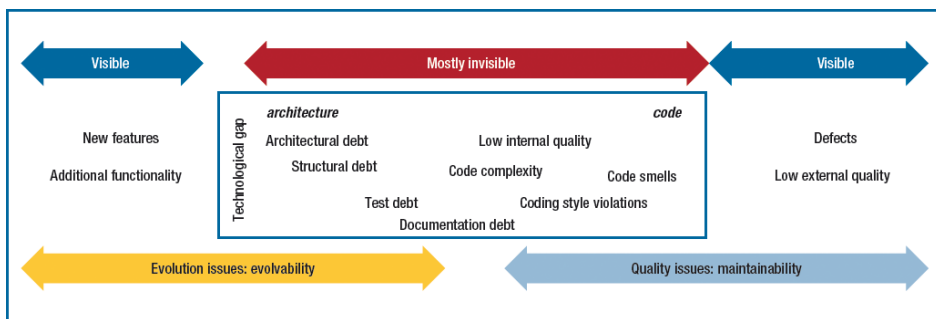 Visible
Mostly invisible
Visible
New features
Additional functionality
Technological gap
architecture
code
Architectural debt
Low internal quality
Structural debt
Code complexity
Code smells
Test debt
Coding style violations
Documentation debt
Defects
Low external quality
Evolution issues: evolvability
Quality issues: maintainability